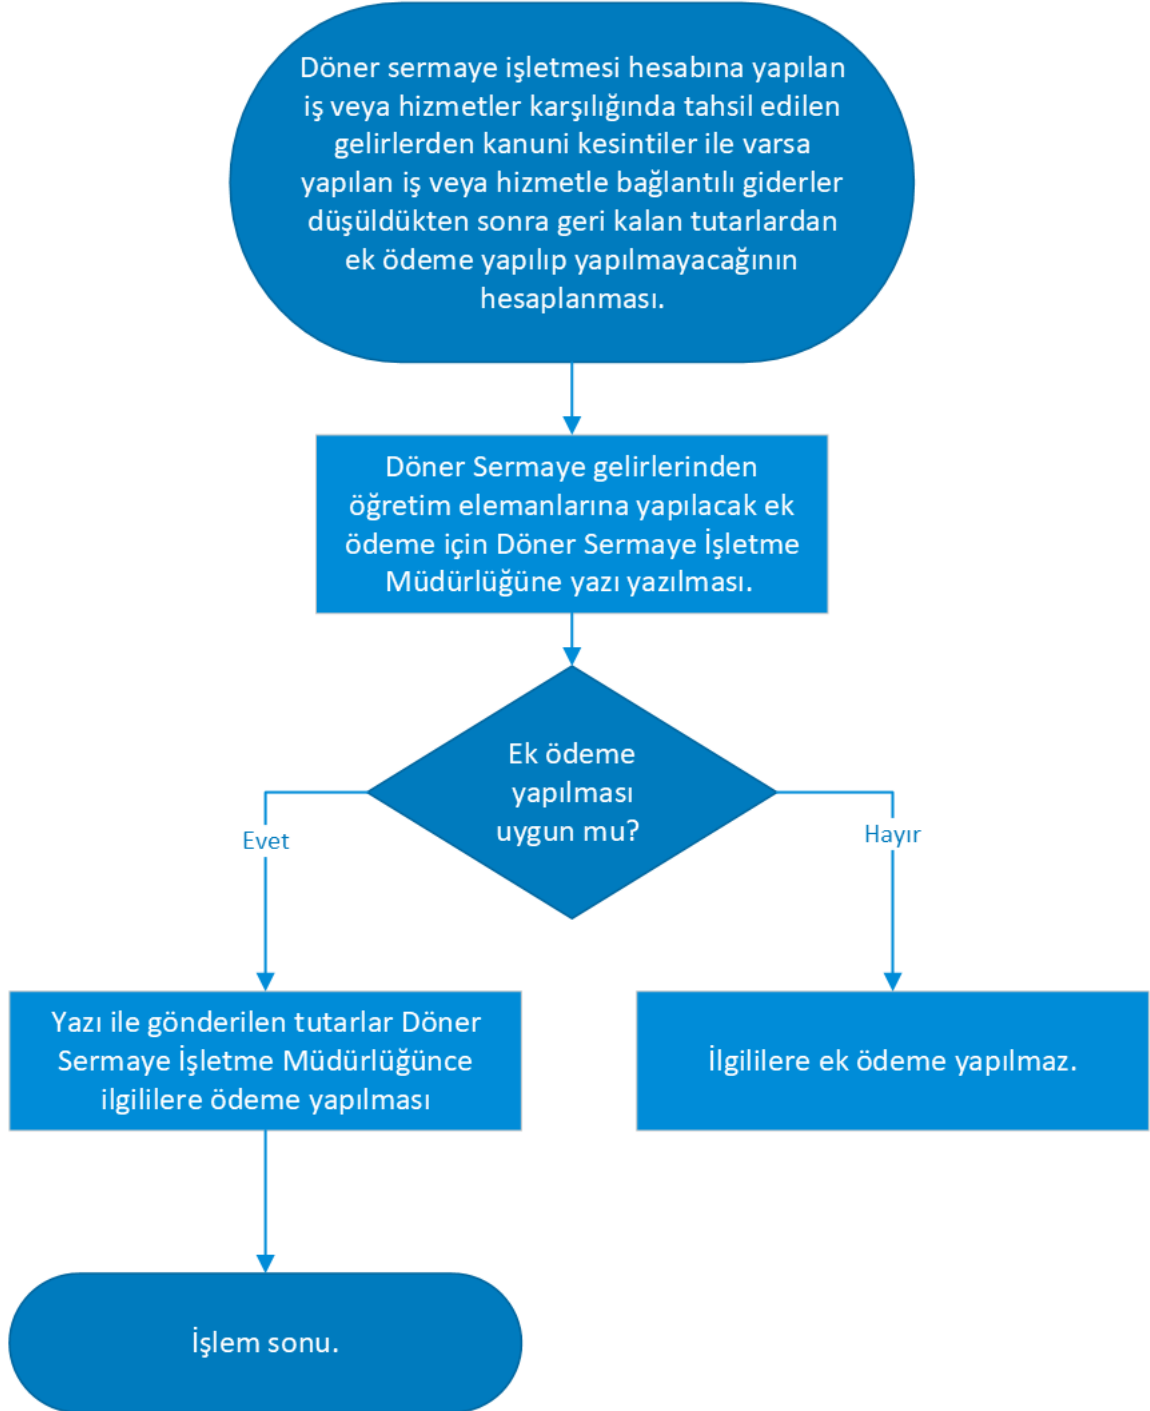 Döner sermaye işletmesi hesabına yapılan
iş veya hizmetler karşılığında tahsil edilen
gelirlerden kanuni kesintiler ile varsa
yapılan iş veya hizmetle bağlantılı giderler
düşüldükten sonra geri kalan tutarlardan
ek ödeme yapılıp yapılmayacağının
hesaplanması.
Döner Sermaye gelirlerinden
öğretim elemanlarına yapılacak ek
ödeme için Döner Sermaye İşletme
Müdürlüğüne yazı yazılması.
Ek ödeme
yapılması
uygun mu?
Evet
Hayır
Yazı ile gönderilen tutarlar Döner
Sermaye İşletme Müdürlüğünce
ilgililere ödeme yapılması
İlgililere ek ödeme yapılmaz.
İşlem sonu.